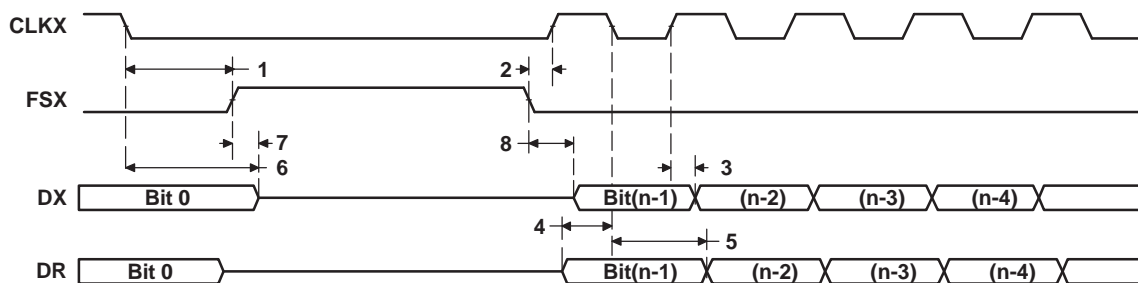 CLKX
1
2
FSX
7
8
6
3
DX
Bit 0
Bit(n-1)
(n-2)
(n-3)
(n-4)
4
5
DR
Bit 0
Bit(n-1)
(n-2)
(n-3)
(n-4)